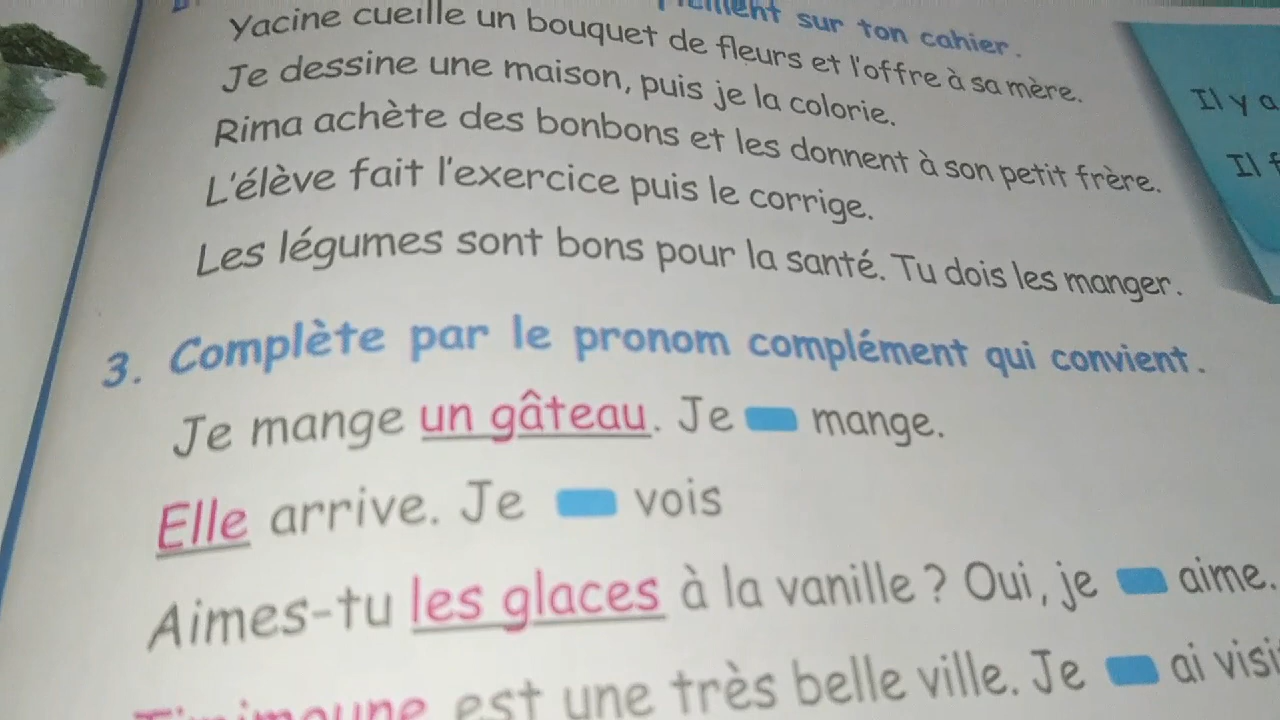 sur ton cahier.
Yacine cueille un bouquet de fleurs et l'offre à sa mère.
Je dessine une maison, puis je la colorie.
Rima achète des bonbons et les donnent à son petit frère.
L'élève fait l'exercice puis le corrige.
Les légumes sont bons pour la santé. Tu dois les manger.
Il y a
Il f
3. Complète par le pronom complément qui convient.
Je mange un gâteau. Je mange.
Elle arrive. Je vois
Aimes-tu les glaces à la vanille ? Oui, je aime.
Timimoune est une très belle ville. Je ai visi